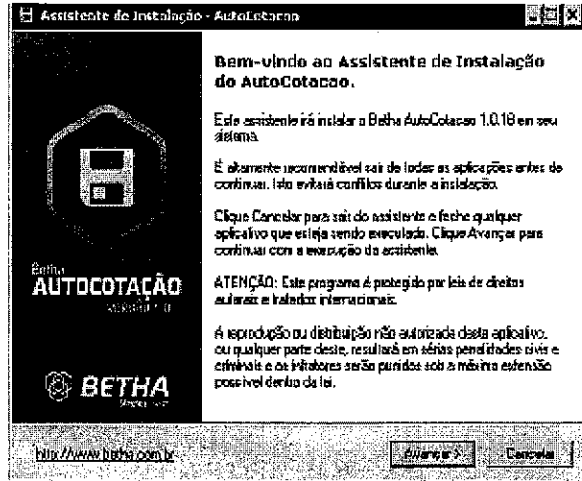 Assistente de Instalação - AutoCotacao
Bem-vindo ao Assistente de Instalação
do AutoCotacao.
Este assistente irá instalar o Betha AutoCotacao 1.0.18 em seu
sistema.
É altamente recomendável sair de todas as aplicações antes de
continuar. Isto evitará conflitos durante a instalação.
Clique Cancelar para sair do assistente e feche qualquer
aplicativo que esteja sendo executado. Clique Avançar para
continuar com a execução do assistente.
ATENÇÃO: Este programa é protegido por leis de direitos
autorais e tratados internacionais.
A reprodução ou distribuição não autorizada deste aplicativo,
ou qualquer parte deste, resultará em sérias penalidades civis e
criminais e os infratores serão punidos sob a máxima extensão
possível dentro da lei.
Betha
AUTOCOTAÇÃO
BETHA
http://www.betha.com.br
Avançar >
Cancelar